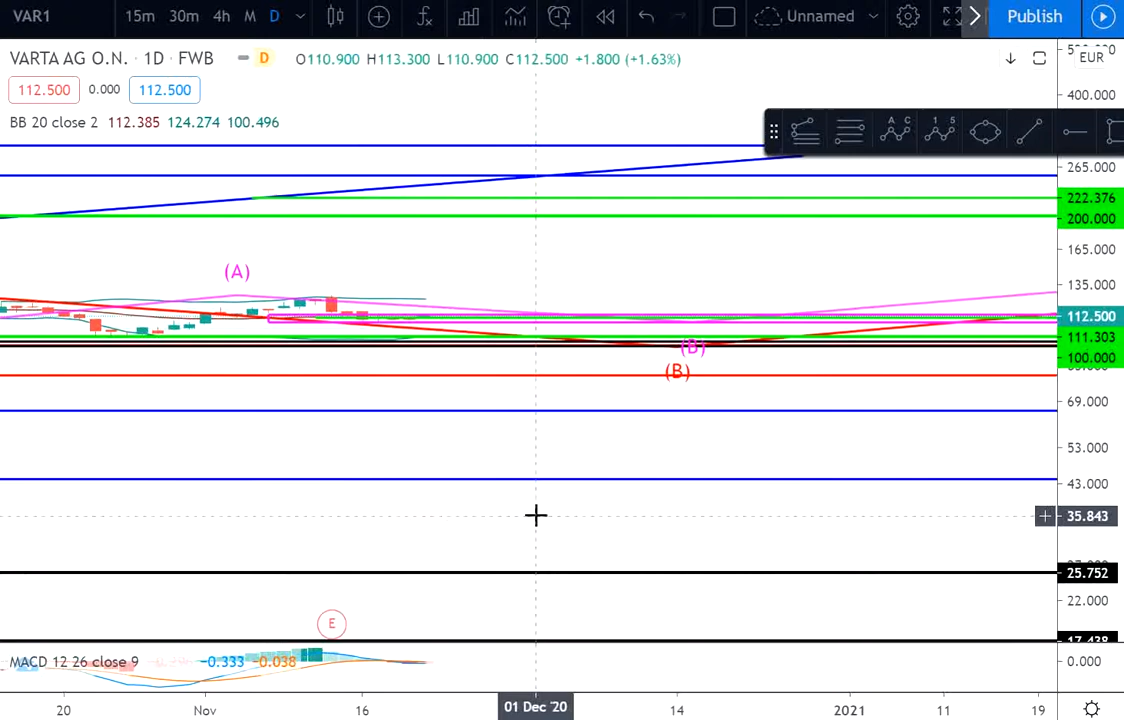 VAR1 15m 30m 4h M D Unnamed Publish
VARTA AG O.N. · 1D · FWB D O110.900 H113.300 L110.900 C112.500 +1.800 (+1.63%)
EUR
112.500 0.000 112.500
BB 20 close 2 112.385 124.274 100.496
400.000
A C 1 5
265.000
222.376
200.000
165.000
(A)
135.000
112.500
111.303
(B)
100.000
(B)
69.000
53.000
43.000
35.843
25.752
22.000
E
17.438
MACD 12 26 close 9 -0.333 -0.038
0.000
20 Nov 16 01 Dec '20 14 2021 11 19